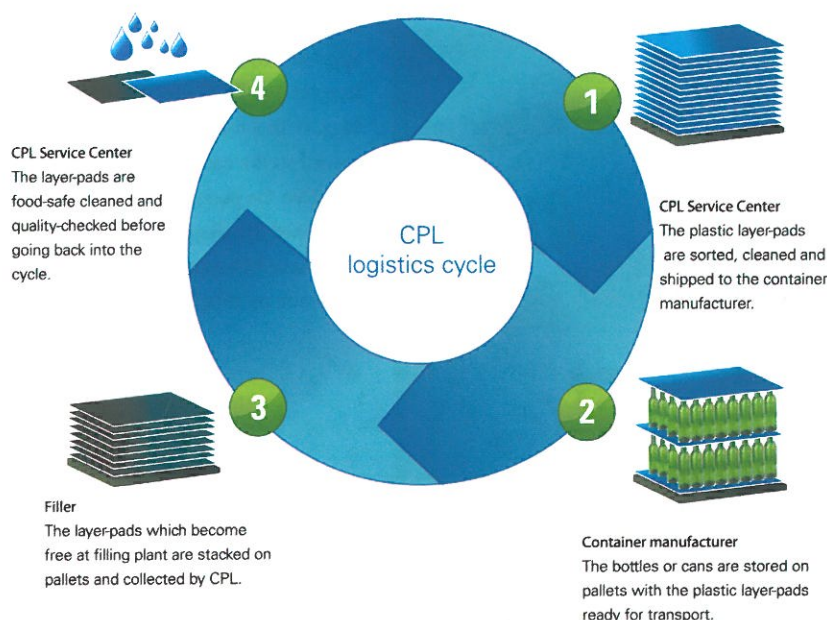 4
CPL Service Center
The layer-pads are
food-safe cleaned and
quality-checked before
going back into the
cycle.
1
CPL Service Center
The plastic layer-pads
are sorted, cleaned and
shipped to the container
manufacturer.
CPL
logistics cycle
3
Filler
The layer-pads which become
free at filling plant are stacked on
pallets and collected by CPL.
2
Container manufacturer
The bottles or cans are stored on
pallets with the plastic layer-pads
ready for transport.